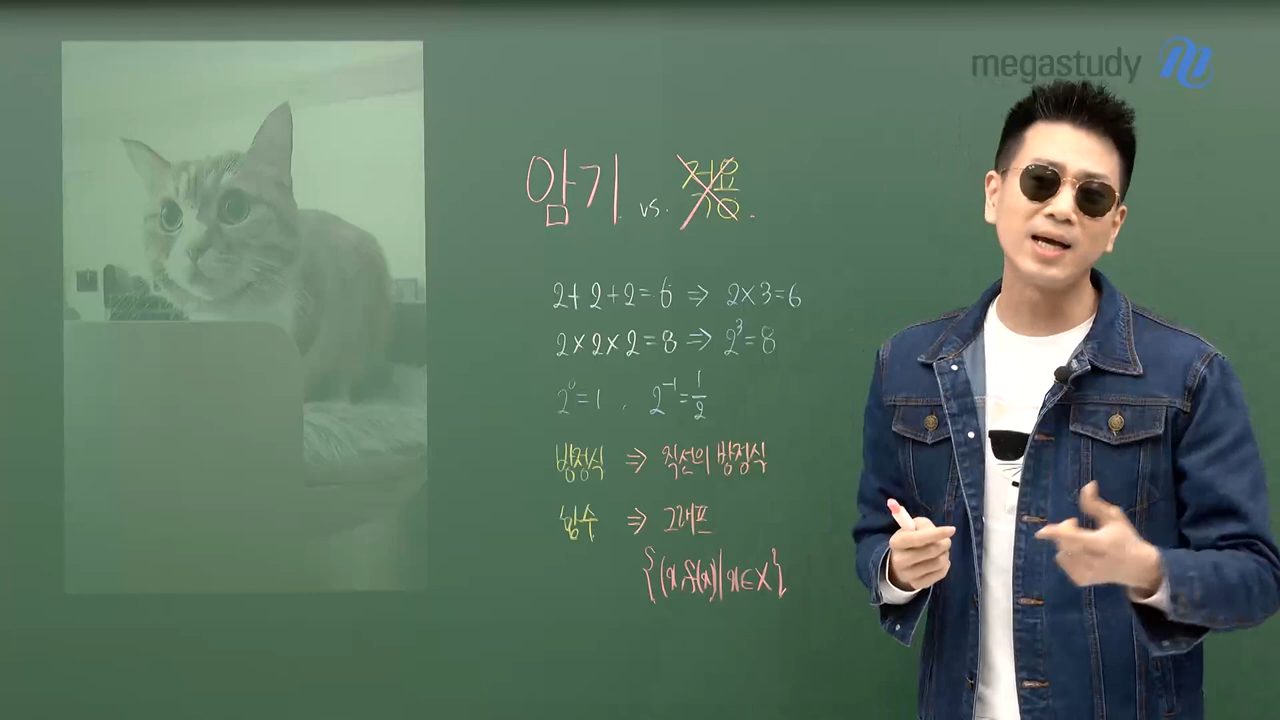 megastudy
암기 vs. 적용
2+2+2=6 ⇒ 2×3=6
2×2×2=8 ⇒ 2³=8
2⁰=1 , 2⁻¹=1/2
방정식 ⇒ 직선의 방정식
함수 ⇒ 그래프
{(x, f(x)) | x∈X}